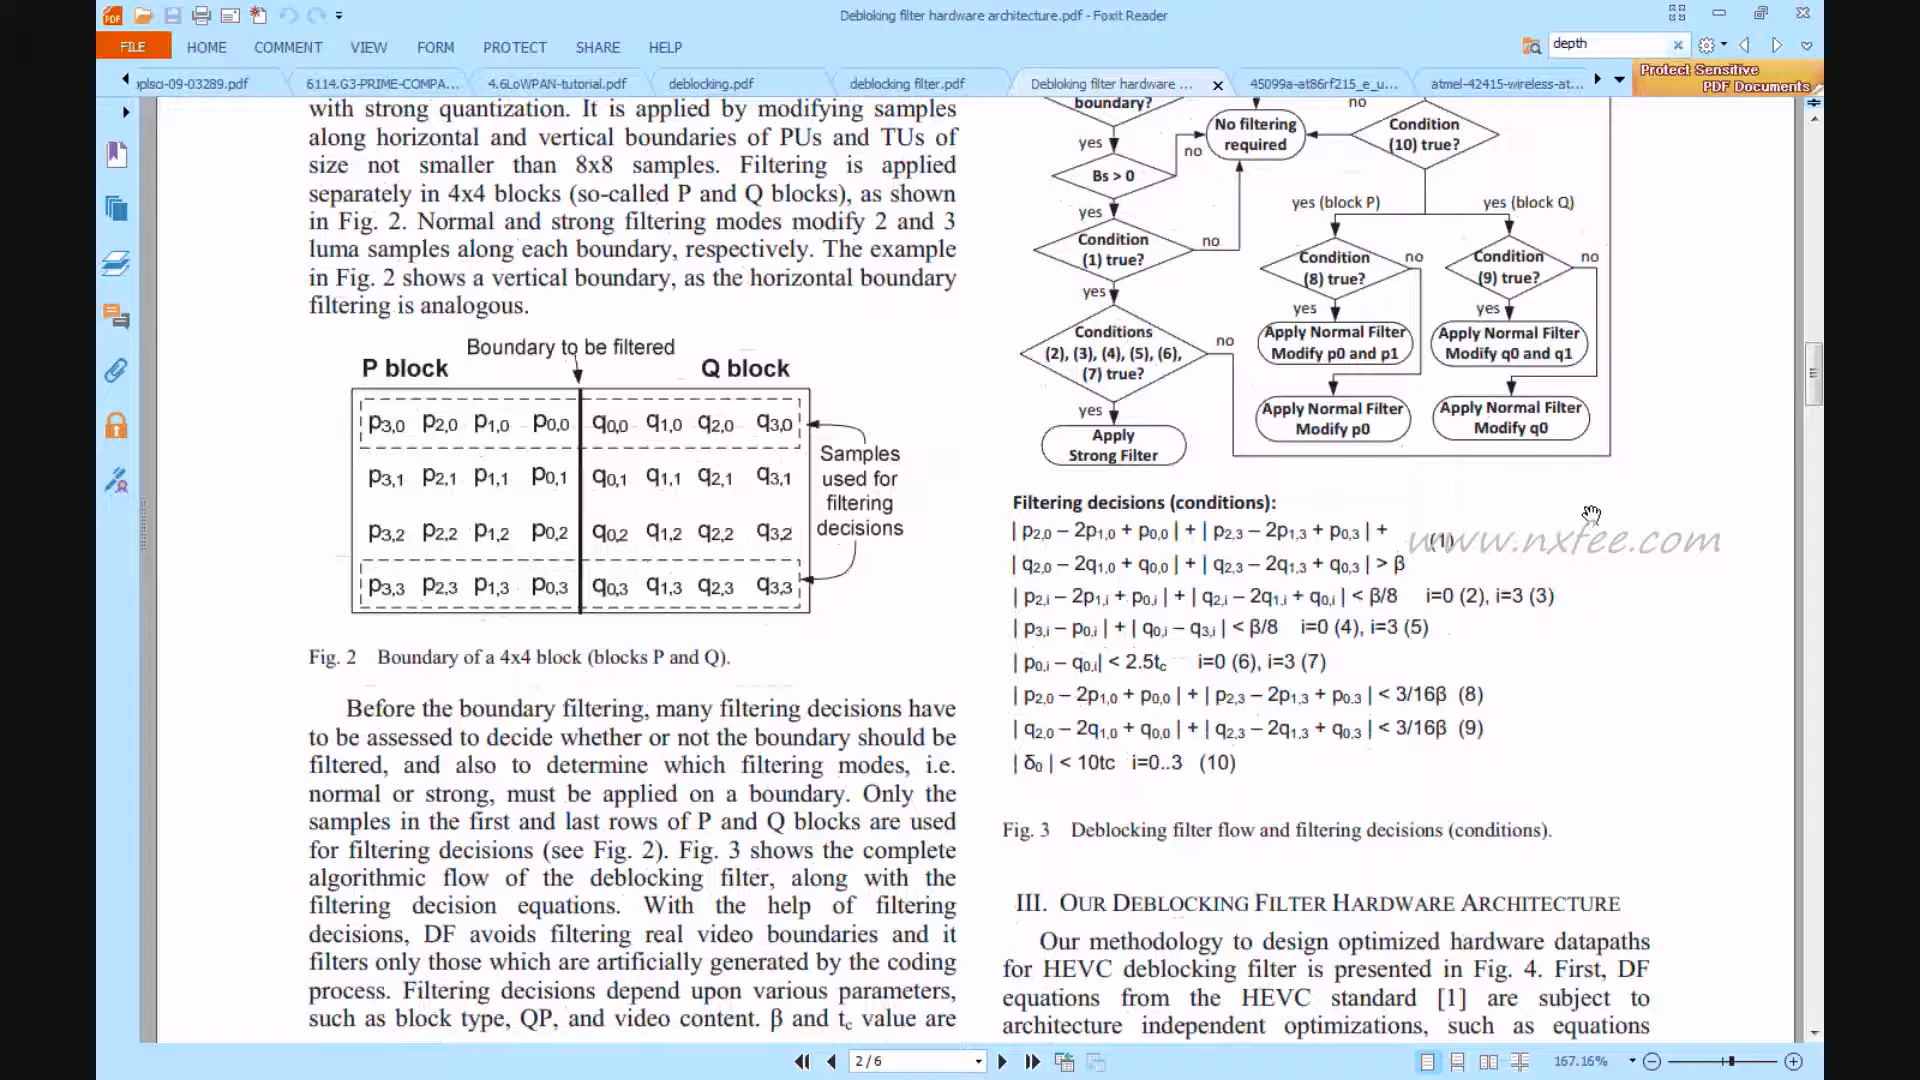 Debloking filter hardware architecture.pdf - Foxit Reader
FILE HOME COMMENT VIEW FORM PROTECT SHARE HELP
depth
plsci-09-03289.pdf 6114.G3-PRIME-COMPA... 4.6LoWPAN-tutorial.pdf deblocking.pdf deblocking filter.pdf Debloking filter hardware ... 45099a-at86rf215_e_u... atmel-42415-wireless-at...
Protect Sensitive
PDF Documents
with strong quantization. It is applied by modifying samples
along horizontal and vertical boundaries of PUs and TUs of
size not smaller than 8x8 samples. Filtering is applied
separately in 4x4 blocks (so-called P and Q blocks), as shown
in Fig. 2. Normal and strong filtering modes modify 2 and 3
luma samples along each boundary, respectively. The example
in Fig. 2 shows a vertical boundary, as the horizontal boundary
filtering is analogous.
Boundary to be filtered
P block Q block
p3,0 p2,0 p1,0 p0,0 q0,0 q1,0 q2,0 q3,0
p3,1 p2,1 p1,1 p0,1 q0,1 q1,1 q2,1 q3,1
p3,2 p2,2 p1,2 p0,2 q0,2 q1,2 q2,2 q3,2
p3,3 p2,3 p1,3 p0,3 q0,3 q1,3 q2,3 q3,3
Samples
used for
filtering
decisions
Fig. 2 Boundary of a 4x4 block (blocks P and Q).
Before the boundary filtering, many filtering decisions have
to be assessed to decide whether or not the boundary should be
filtered, and also to determine which filtering modes, i.e.
normal or strong, must be applied on a boundary. Only the
samples in the first and last rows of P and Q blocks are used
for filtering decisions (see Fig. 2). Fig. 3 shows the complete
algorithmic flow of the deblocking filter, along with the
filtering decision equations. With the help of filtering
decisions, DF avoids filtering real video boundaries and it
filters only those which are artificially generated by the coding
process. Filtering decisions depend upon various parameters,
such as block type, QP, and video content. β and tc value are
boundary?
no
No filtering
required
Condition
(10) true?
yes
no
Bs > 0
yes
yes (block P)
yes (block Q)
Condition
(1) true?
no
Condition
(8) true?
no
Condition
(9) true?
no
yes
yes
yes
Conditions
(2), (3), (4), (5), (6),
(7) true?
no
Apply Normal Filter
Modify p0 and p1
Apply Normal Filter
Modify q0 and q1
yes
Apply Normal Filter
Modify p0
Apply Normal Filter
Modify q0
Apply
Strong Filter
Filtering decisions (conditions):
| p2,0 – 2p1,0 + p0,0 | + | p2,3 – 2p1,3 + p0,3 | + (1)
www.nxfee.com
| q2,0 – 2q1,0 + q0,0 | + | q2,3 – 2q1,3 + q0,3 | > β
| p2,i – 2p1,i + p0,i | + | q2,i – 2q1,i + q0,i | < β/8 i=0 (2), i=3 (3)
| p3,i – p0,i | + | q0,i – q3,i | < β/8 i=0 (4), i=3 (5)
| p0,i – q0,i| < 2.5tc i=0 (6), i=3 (7)
| p2,0 – 2p1,0 + p0,0 | + | p2,3 – 2p1,3 + p0.3 | < 3/16β (8)
| q2,0 – 2q1,0 + q0,0 | + | q2,3 – 2q1,3 + q0,3 | < 3/16β (9)
| δ0 | < 10tc i=0..3 (10)
Fig. 3 Deblocking filter flow and filtering decisions (conditions).
III. OUR DEBLOCKING FILTER HARDWARE ARCHITECTURE
Our methodology to design optimized hardware datapaths
for HEVC deblocking filter is presented in Fig. 4. First, DF
equations from the HEVC standard [1] are subject to
architecture independent optimizations, such as equations
2 / 6
167.16%